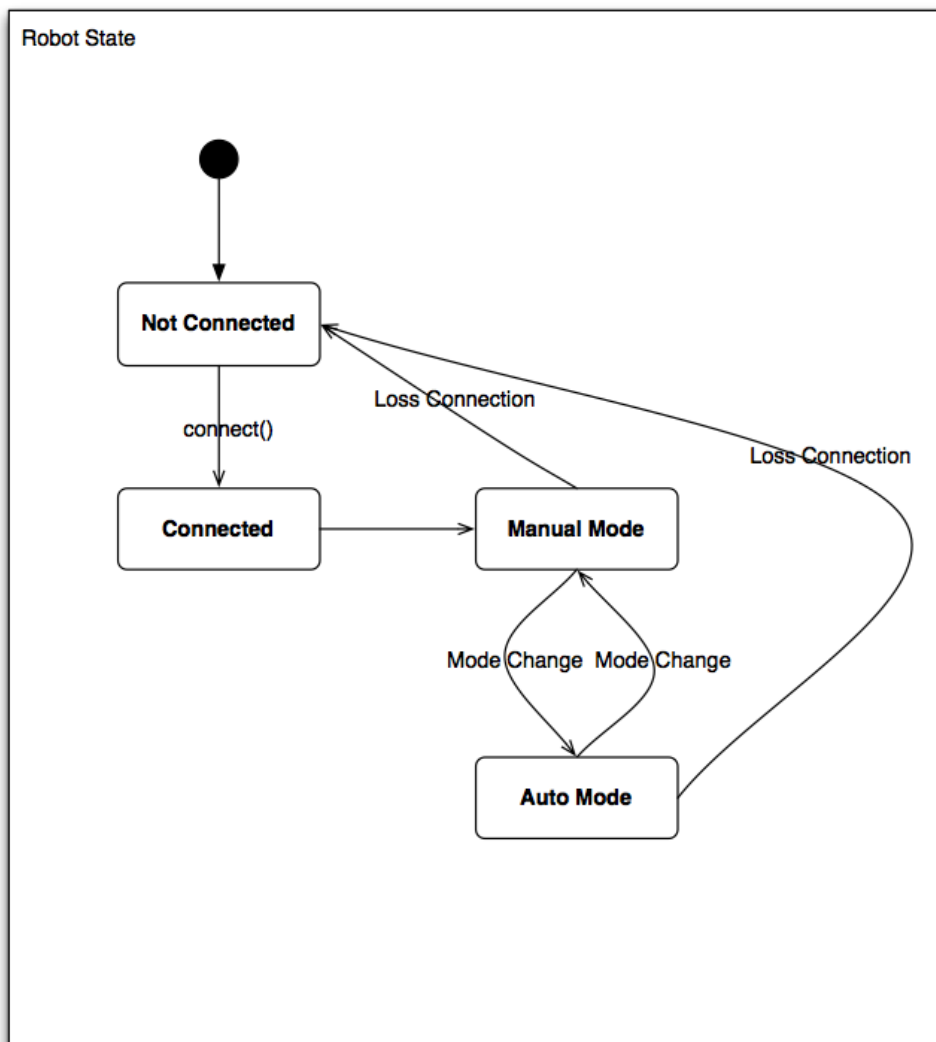 Robot State
Not Connected
Loss Connection
connect()
Loss Connection
Connected
Manual Mode
Mode Change
Mode Change
Auto Mode